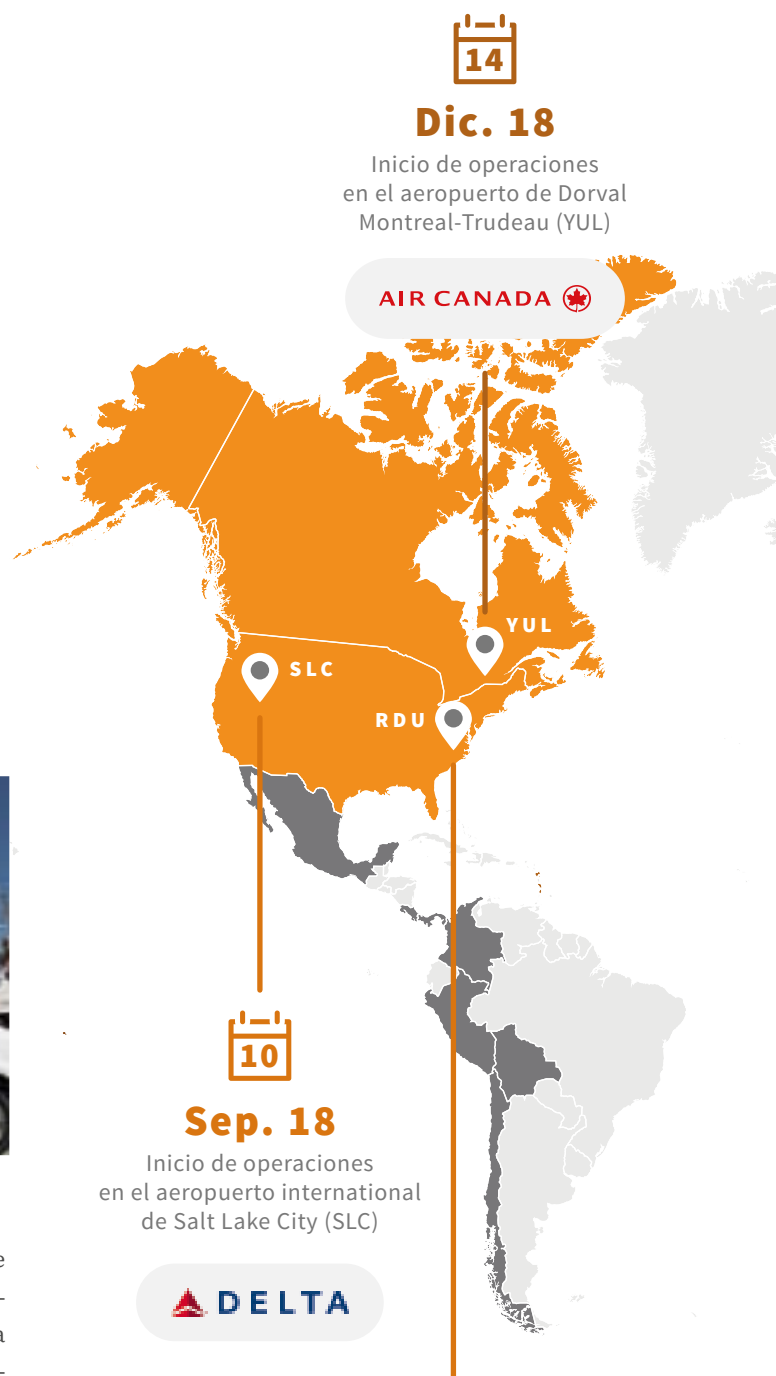 14
Dic. 18
Inicio de operaciones
en el aeropuerto de Dorval
Montreal-Trudeau (YUL)
AIR CANADA
YUL
SLC
RDU
10
Sep. 18
Inicio de operaciones
en el aeropuerto international
de Salt Lake City (SLC)
DELTA